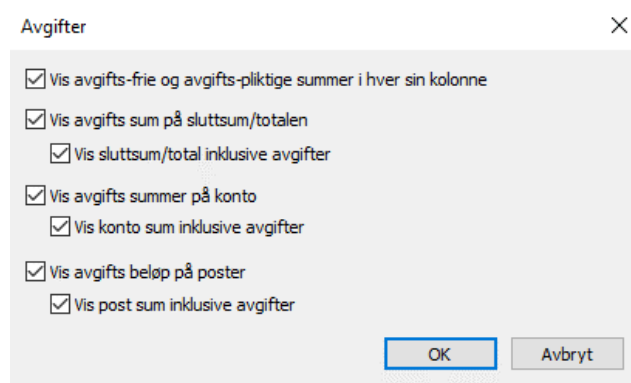 Avgifter
Vis avgifts-frie og avgifts-pliktige summer i hver sin kolonne
Vis avgifts sum på sluttsum/totalen
Vis sluttsum/total inklusive avgifter
Vis avgifts summer på konto
Vis konto sum inklusive avgifter
Vis avgifts beløp på poster
Vis post sum inklusive avgifter
OK Avbryt